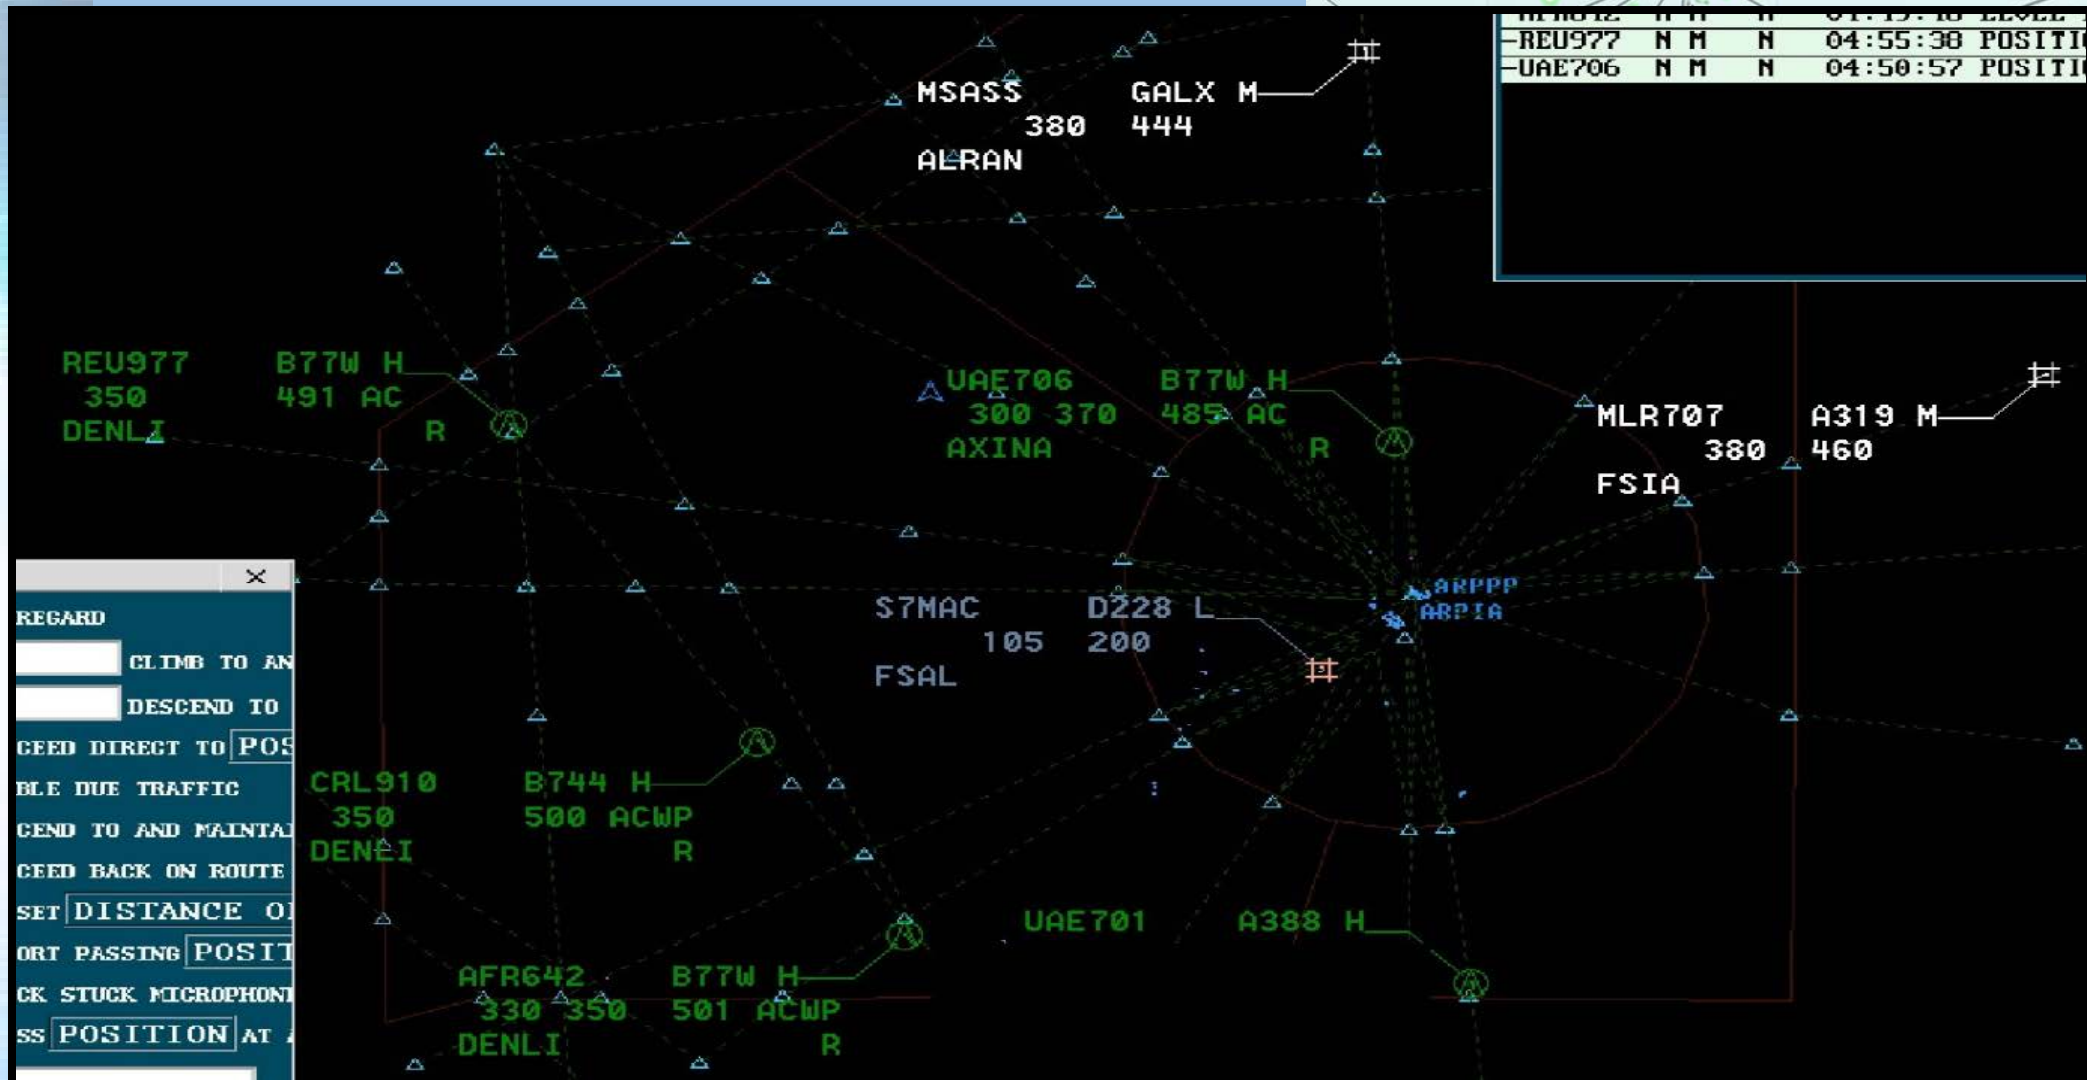 -REU977 N M N 04:55:38 POSITI
-UAE706 N M N 04:50:57 POSITI
MSASS GALX M
380 444
ALRAN
REU977 B77W H
350 491 AC
DENLI R
UAE706 B77W H
300 370 485 AC
AXINA R
MLR707 A319 M
380 460
FSIA
ARPPP
ARPIA
S7MAC D228 L
105 200
FSAL
CRL910 B744 H
350 500 ACWP
DENLI R
UAE701 A388 H
AFR642 B77W H
330 350 501 ACWP
DENLI R
REGARD
CLIMB TO AN
DESCEND TO
CEED DIRECT TO POS
BLE DUE TRAFFIC
CEND TO AND MAINTAI
CEED BACK ON ROUTE
SET DISTANCE O
ORT PASSING POSIT
CK STUCK MICROPHON
SS POSITION AT